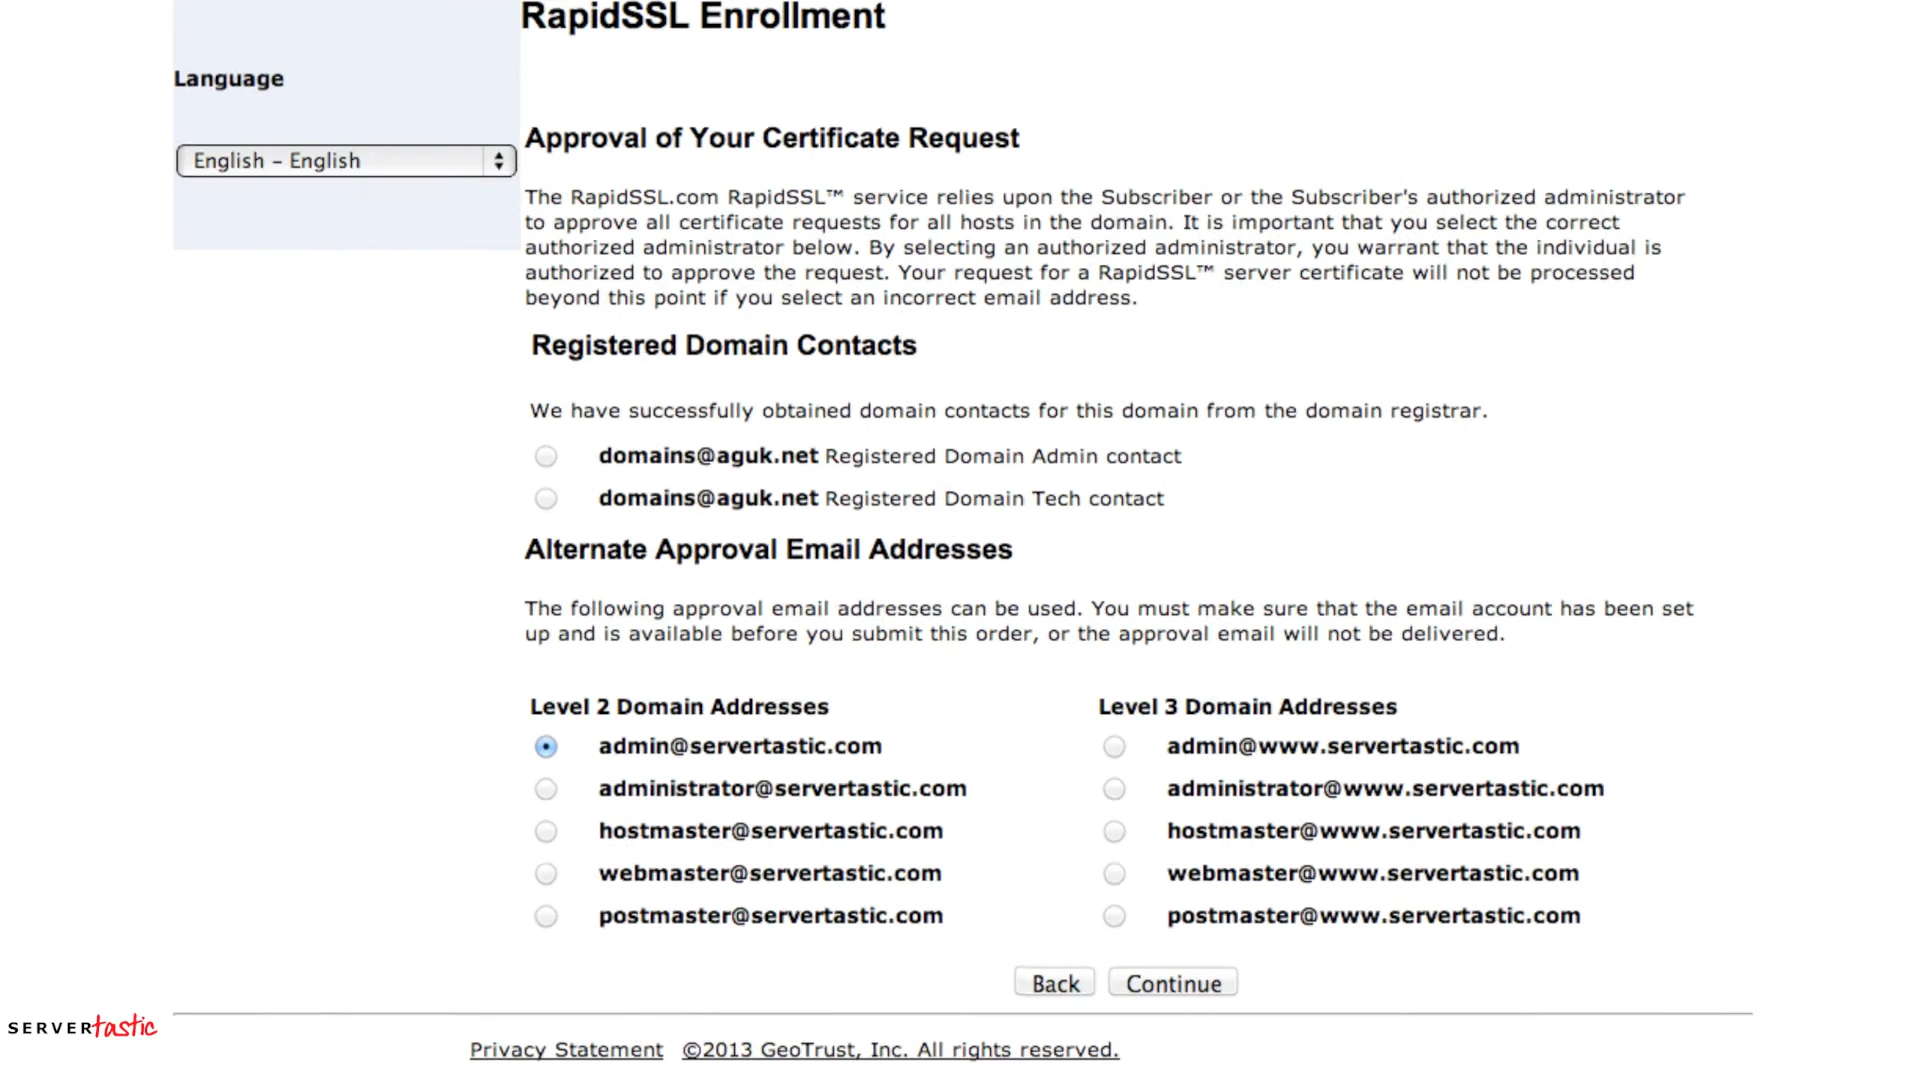 RapidSSL Enrollment
Language
English – English
Approval of Your Certificate Request
The RapidSSL.com RapidSSL™ service relies upon the Subscriber or the Subscriber's authorized administrator
to approve all certificate requests for all hosts in the domain. It is important that you select the correct
authorized administrator below. By selecting an authorized administrator, you warrant that the individual is
authorized to approve the request. Your request for a RapidSSL™ server certificate will not be processed
beyond this point if you select an incorrect email address.
Registered Domain Contacts
We have successfully obtained domain contacts for this domain from the domain registrar.
domains@aguk.net Registered Domain Admin contact
domains@aguk.net Registered Domain Tech contact
Alternate Approval Email Addresses
The following approval email addresses can be used. You must make sure that the email account has been set
up and is available before you submit this order, or the approval email will not be delivered.
Level 2 Domain Addresses
admin@servertastic.com
administrator@servertastic.com
hostmaster@servertastic.com
webmaster@servertastic.com
postmaster@servertastic.com
Level 3 Domain Addresses
admin@www.servertastic.com
administrator@www.servertastic.com
hostmaster@www.servertastic.com
webmaster@www.servertastic.com
postmaster@www.servertastic.com
Back Continue
SERVERtastic
Privacy Statement ©2013 GeoTrust, Inc. All rights reserved.